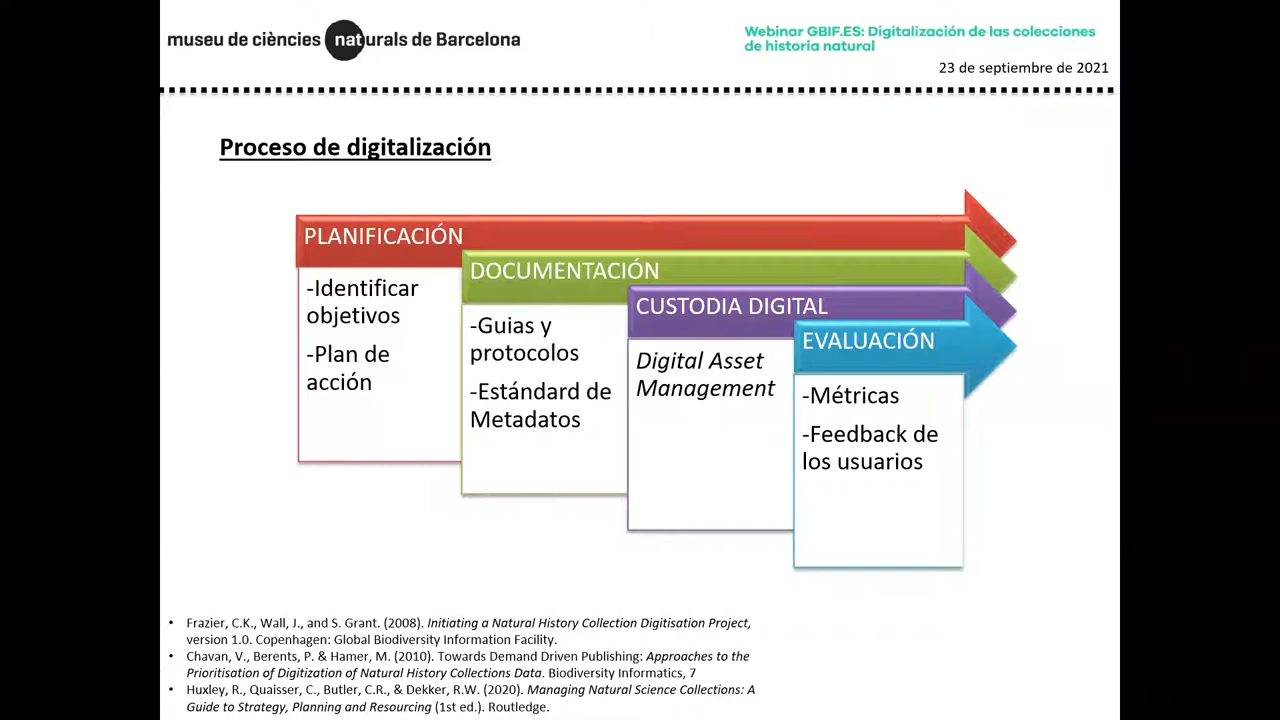 museu de ciències naturals de Barcelona
Webinar GBIF.ES: Digitalización de las colecciones
de historia natural
23 de septiembre de 2021
Proceso de digitalización
PLANIFICACIÓN
-Identificar
objetivos
-Plan de
acción
DOCUMENTACIÓN
-Guias y
protocolos
-Estándard de
Metadatos
CUSTODIA DIGITAL
Digital Asset
Management
EVALUACIÓN
-Métricas
-Feedback de
los usuarios
• Frazier, C.K., Wall, J., and S. Grant. (2008). Initiating a Natural History Collection Digitisation Project,
version 1.0. Copenhagen: Global Biodiversity Information Facility.
• Chavan, V., Berents, P. & Hamer, M. (2010). Towards Demand Driven Publishing: Approaches to the
Prioritisation of Digitization of Natural History Collections Data. Biodiversity Informatics, 7
• Huxley, R., Quaisser, C., Butler, C.R., & Dekker, R.W. (2020). Managing Natural Science Collections: A
Guide to Strategy, Planning and Resourcing (1st ed.). Routledge.